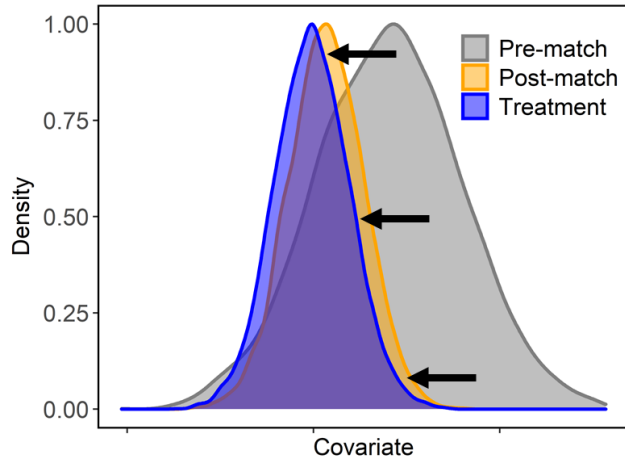 1.00
0.75
0.50
0.25
0.00
Density
Covariate
Pre-match
Post-match
Treatment